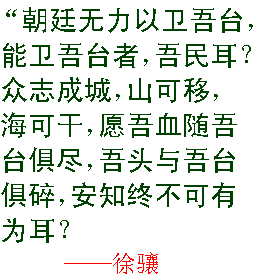 “朝廷无力以卫吾台，
能卫吾台者，吾民耳？
众志成城，山可移，
海可干，愿吾血随吾
台俱尽，吾头与吾台
俱碎，安知终不可有
为耳？
——徐骧